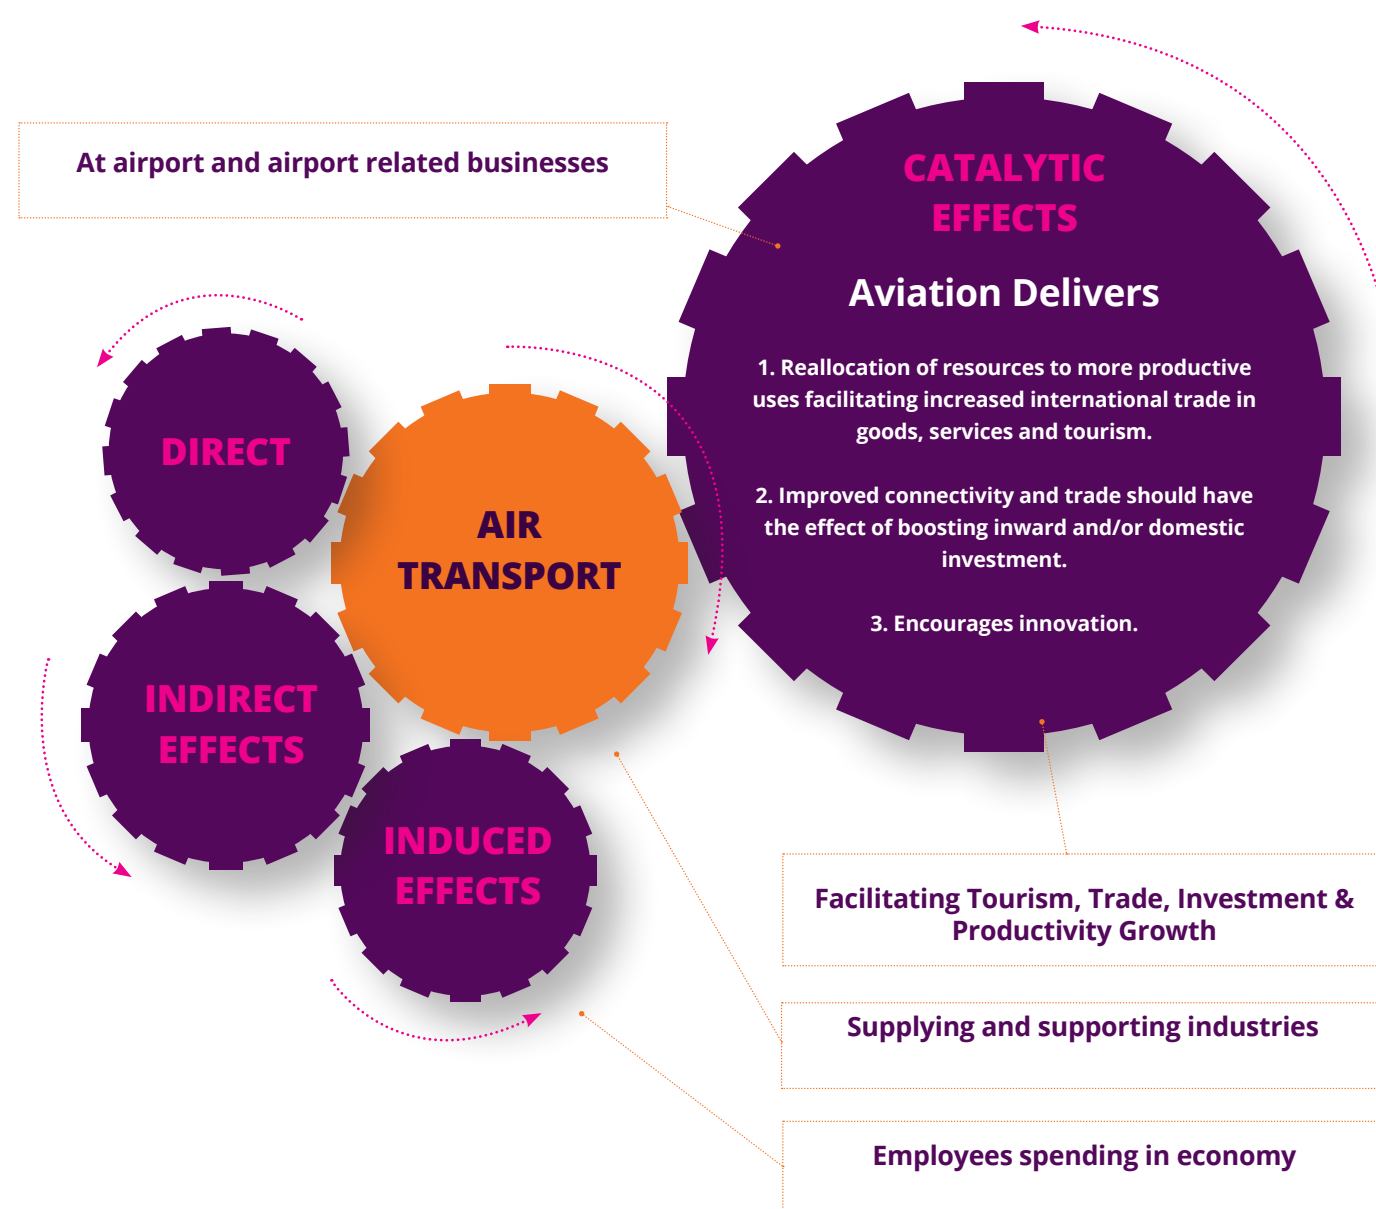 At airport and airport related businesses
CATALYTIC
EFFECTS
Aviation Delivers
1. Reallocation of resources to more productive
uses facilitating increased international trade in
goods, services and tourism.
2. Improved connectivity and trade should have
the effect of boosting inward and/or domestic
investment.
3. Encourages innovation.
DIRECT
AIR
TRANSPORT
INDIRECT
EFFECTS
INDUCED
EFFECTS
Facilitating Tourism, Trade, Investment &
Productivity Growth
Supplying and supporting industries
Employees spending in economy